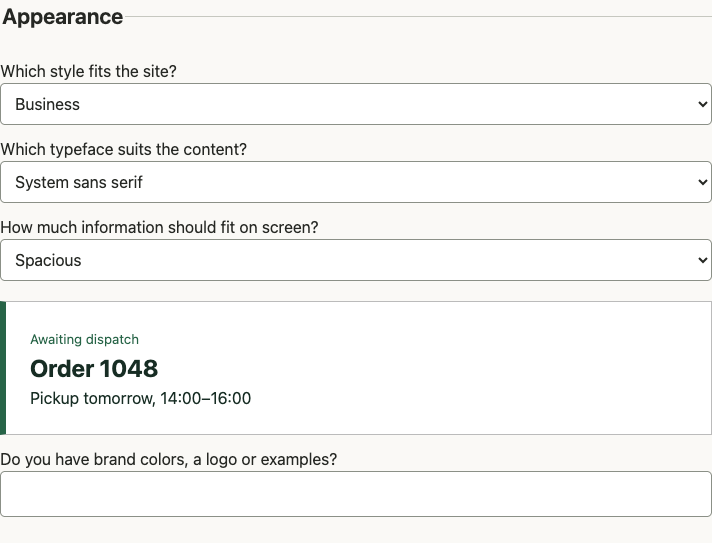 Appearance
Which style fits the site?
Business
Which typeface suits the content?
System sans serif
How much information should fit on screen?
Spacious
Awaiting dispatch
Order 1048
Pickup tomorrow, 14:00–16:00
Do you have brand colors, a logo or examples?